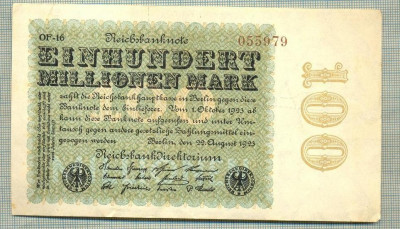 OF-16 Reichsbanknote 055979
EINHUNDERT
MILLIONEN MARK
zahlt die Reichsbankhauptkasse in Berlin gegen diese
Banknote dem Einlieferer. Vom 1. Oktober 1923 ab
kann diese Banknote aufgerufen und unter Um-
tausch gegen andere gesetzliche Zahlungsmittel ein-
gezogen werden. Berlin, den 22. August 1923
Reichsbankdirektorium
100